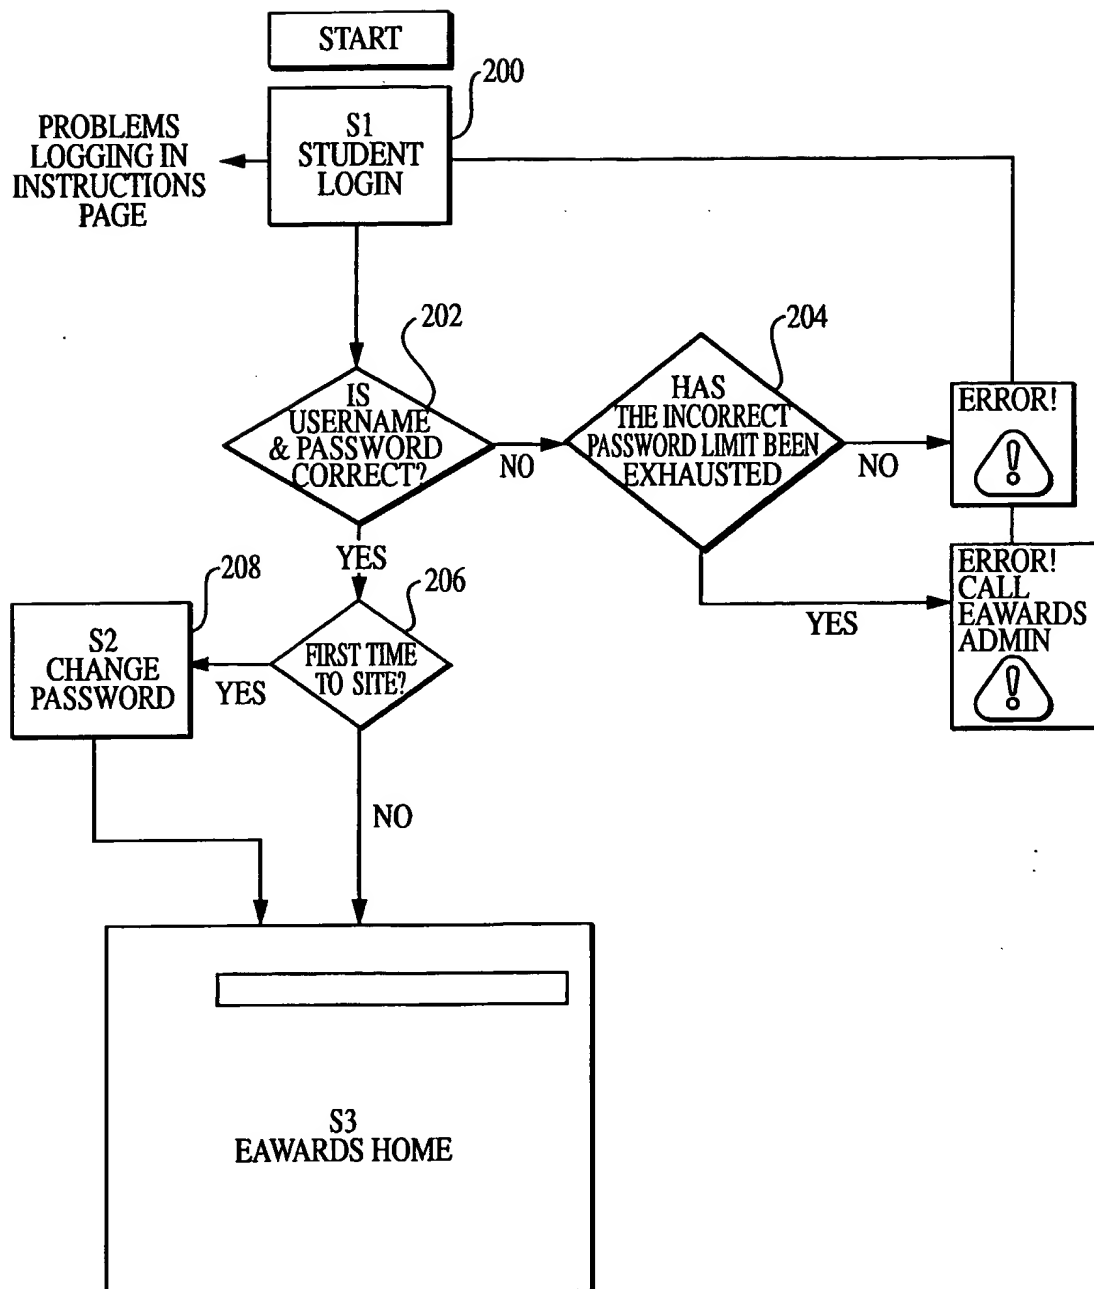 START
200
S1
STUDENT
LOGIN
PROBLEMS
LOGGING IN
INSTRUCTIONS
PAGE
202
IS
USERNAME
& PASSWORD
CORRECT?
NO
204
HAS
THE INCORRECT
PASSWORD LIMIT BEEN
EXHAUSTED
NO
ERROR!
!
YES
ERROR!
CALL
EAWARDS
ADMIN
!
YES
206
FIRST TIME
TO SITE?
YES
208
S2
CHANGE
PASSWORD
NO
S3
EAWARDS HOME